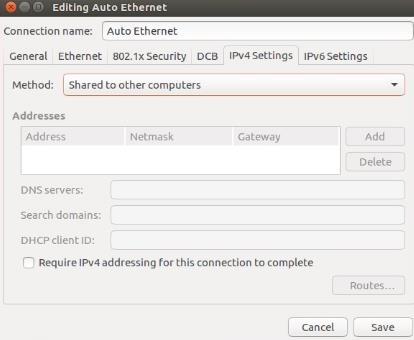 Editing Auto Ethernet
Connection name: Auto Ethernet
General Ethernet 802.1x Security DCB IPv4 Settings IPv6 Settings
Method: Shared to other computers
Addresses
Address Netmask Gateway Add
Delete
DNS servers:
Search domains:
DHCP client ID:
Require IPv4 addressing for this connection to complete
Routes...
Cancel Save